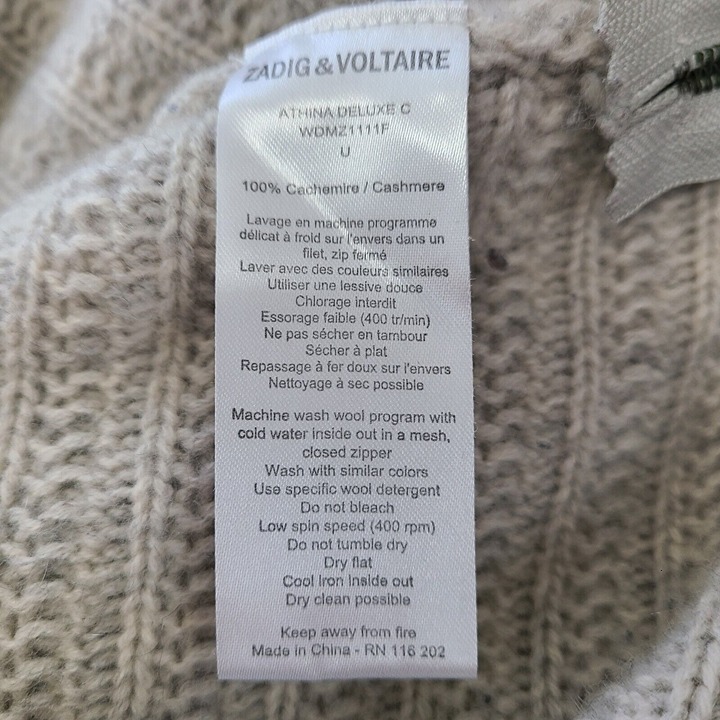 ZADIG & VOLTAIRE
ATHINA DELUXE C
WDMZ1111F
U
100% Cachemire / Cashmere
Lavage en machine programme
délicat à froid sur l'envers dans un
filet, zip fermé
Laver avec des couleurs similaires
Utiliser une lessive douce
Chlorage interdit
Essorage faible (400 tr/min)
Ne pas sécher en tambour
Sécher à plat
Repassage à fer doux sur l'envers
Nettoyage à sec possible
Machine wash wool program with
cold water inside out in a mesh,
closed zipper
Wash with similar colors
Use specific wool detergent
Do not bleach
Low spin speed (400 rpm)
Do not tumble dry
Dry flat
Cool Iron Inside out
Dry clean possible
Keep away from fire
Made in China - RN 116 202